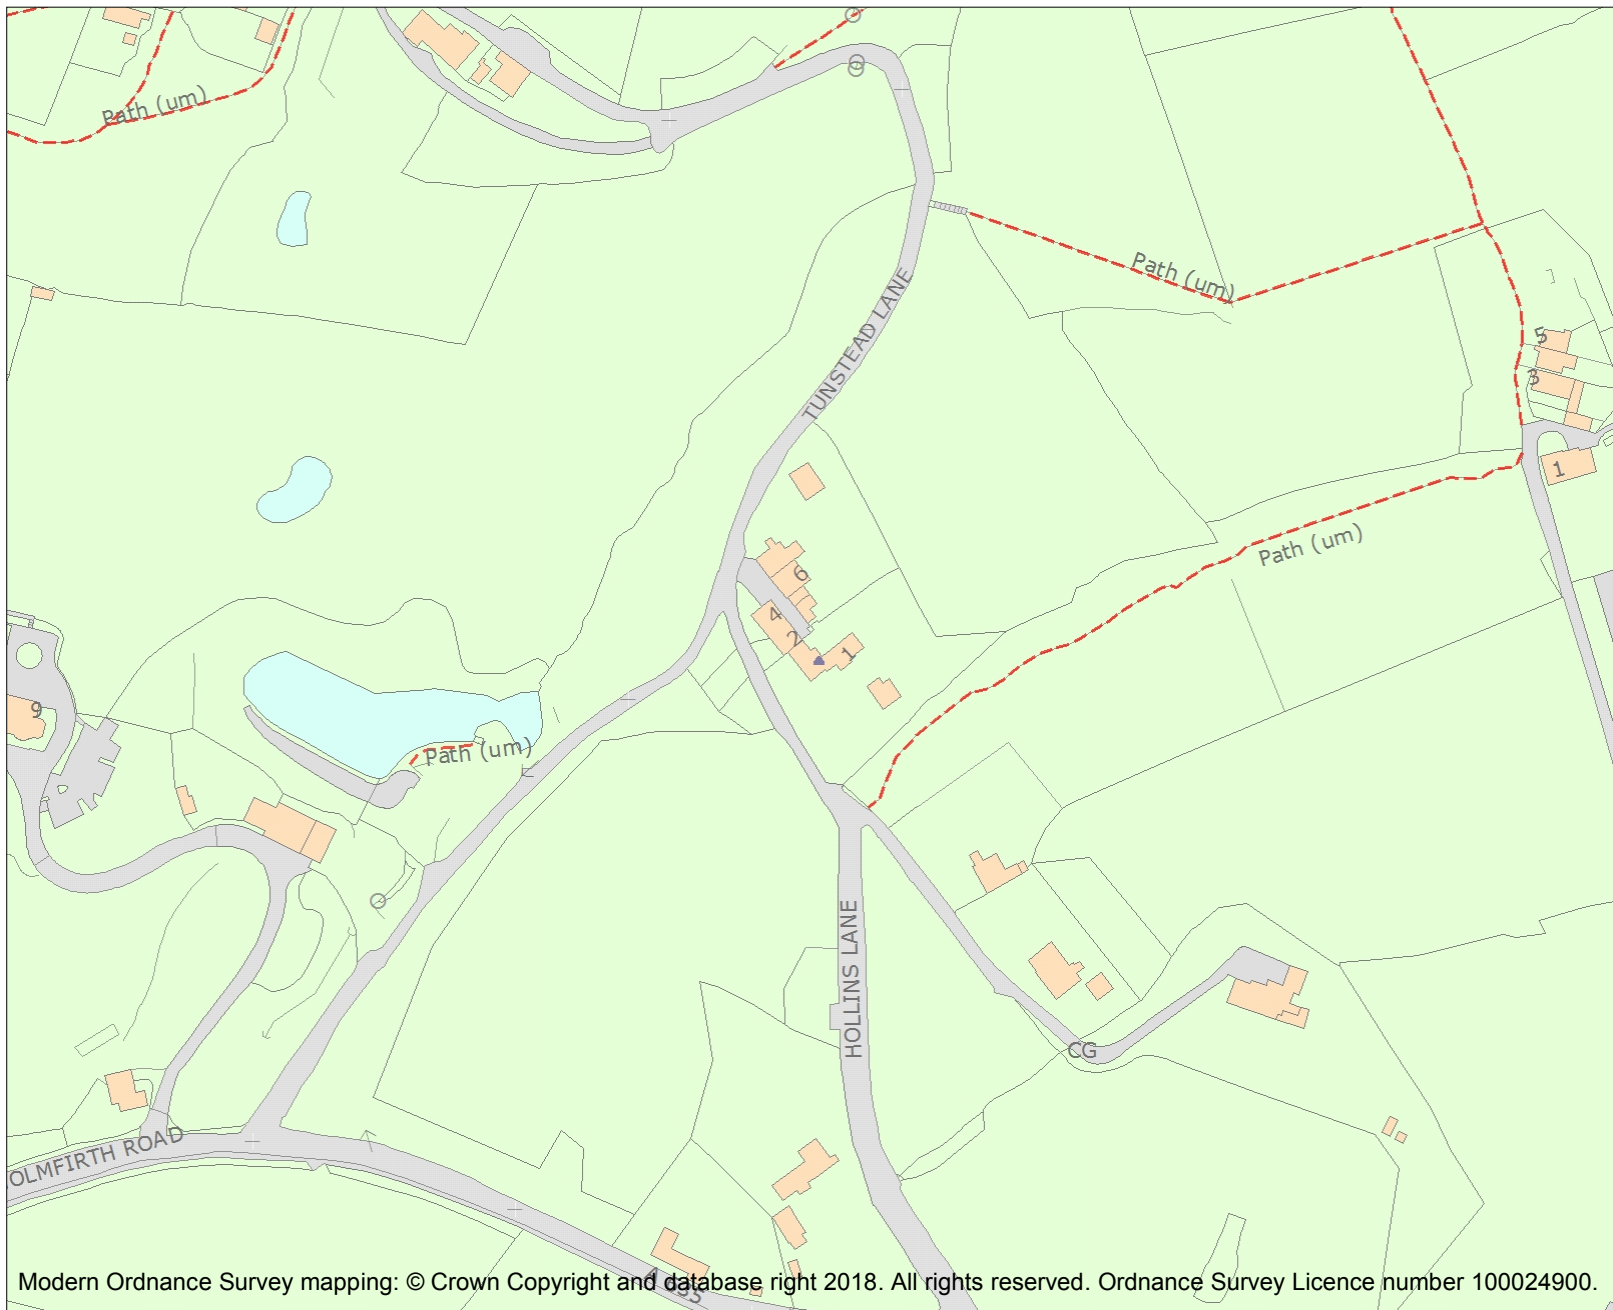 Path (um)
Path (um)
TUNSTEAD LANE
5
3
1
Path (um)
6
4
2
1
9
Path (um)
HOLLINS LANE
CG
OLMFIRTH ROAD
A 635
Modern Ordnance Survey mapping: © Crown Copyright and database right 2018. All rights reserved. Ordnance Survey Licence number 100024900.